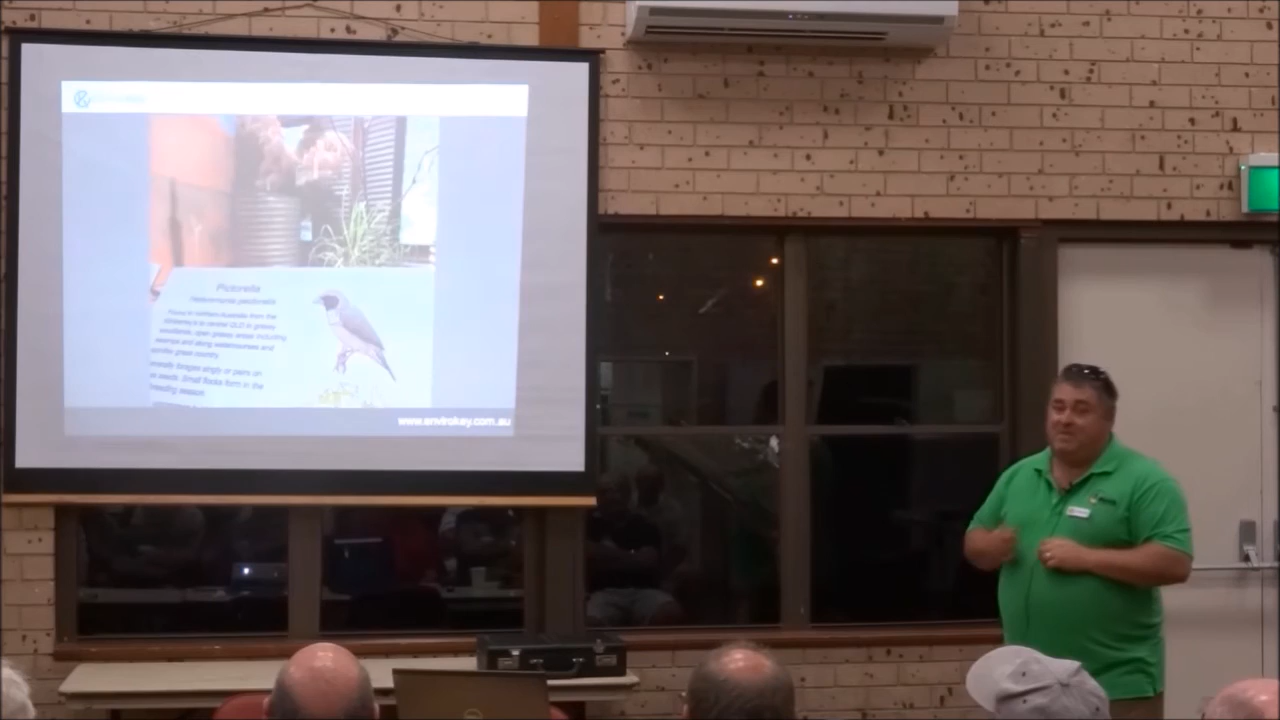 Pictorella
Heteromunia pectoralis
Found in northern Australia from the
Kimberley's to central QLD in grassy
woodlands, open grassy areas including
swamps and along watercourses and
spinifex grass country.
Generally forages singly or pairs on
seeds. Small flocks form in the
breeding season
www.envirokey.com.au